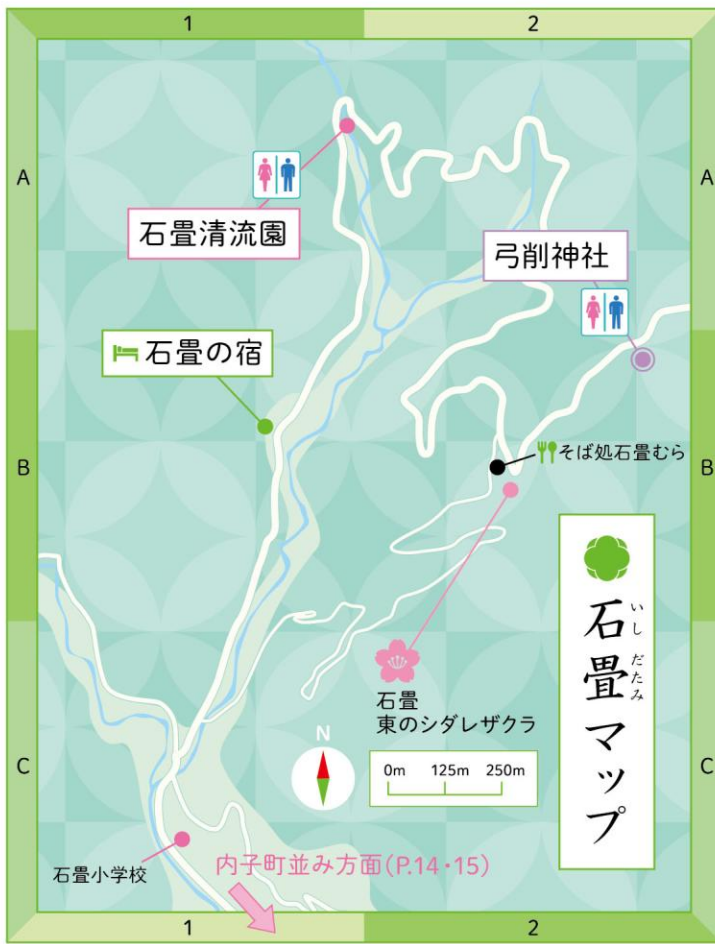 1
2
A
A
石畳清流園
弓削神社
石畳の宿
そば処石畳むら
B
B
石畳マップ
いしだたみ
石畳
東のシダレザクラ
N
0m 125m 250m
C
C
石畳小学校
内子町並み方面(P.14・15)
1
2